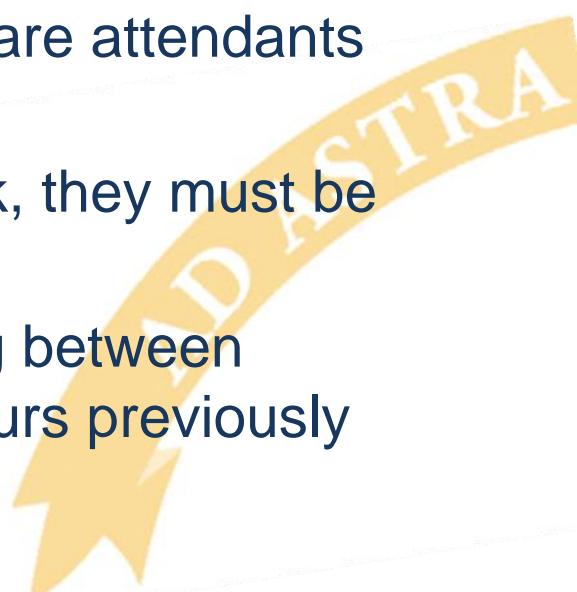 are attendants
AD ASTRA
, they must be
between
urs previously